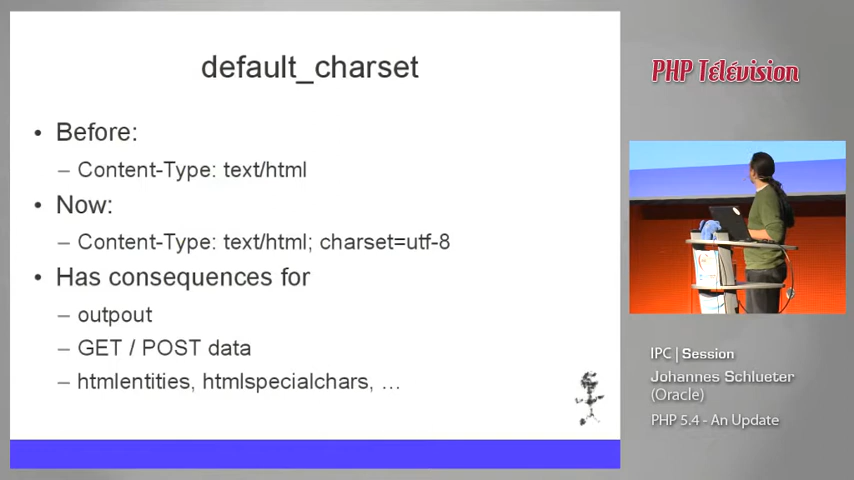 default_charset
• Before:
– Content-Type: text/html
• Now:
– Content-Type: text/html; charset=utf-8
• Has consequences for
– outpout
– GET / POST data
– htmlentities, htmlspecialchars, …
PHP Télévision
IPC | Session
Johannes Schlueter
(Oracle)
PHP 5.4 - An Update